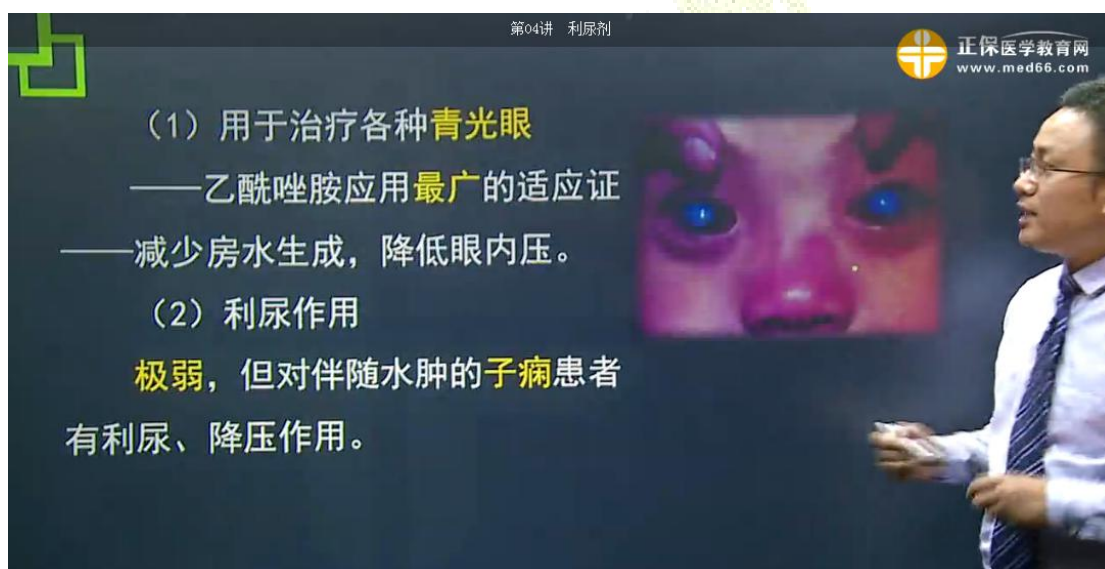 第04讲 利尿剂
正保医学教育网
www.med66.com
（1）用于治疗各种青光眼
——乙酰唑胺应用最广的适应证
——减少房水生成，降低眼内压。
（2）利尿作用
极弱，但对伴随水肿的子痫患者
有利尿、降压作用。